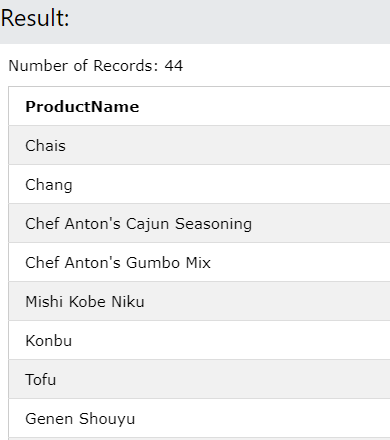 Result:
Number of Records: 44
ProductName
Chais
Chang
Chef Anton's Cajun Seasoning
Chef Anton's Gumbo Mix
Mishi Kobe Niku
Konbu
Tofu
Genen Shouyu